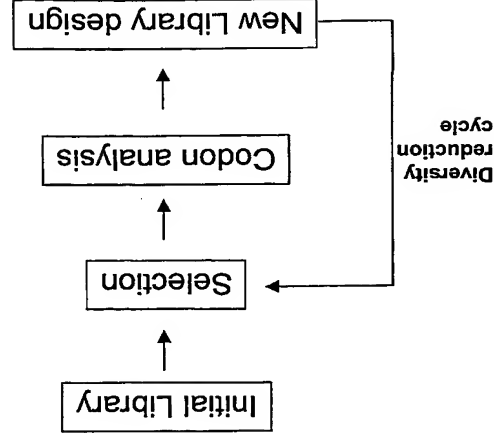 Initial Library
Selection
Codon analysis
New Library design
Diversity
reduction
cycle